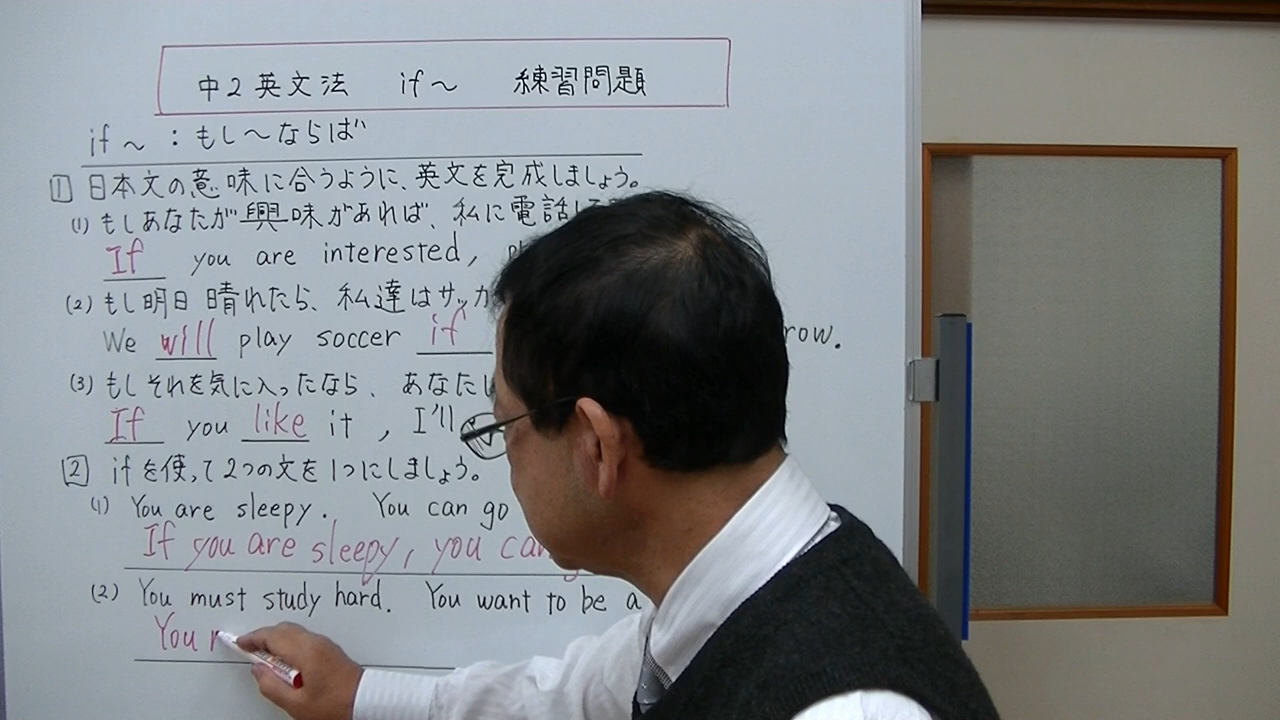 中2英文法 if～ 練習問題
if～：もし～ならば
1 日本文の意味に合うように、英文を完成しましょう。
(1) もしあなたが興味があれば、私に電話し
If you are interested,
(2) もし明日晴れたら、私達はサッカ
We will play soccer if row.
(3) もしそれを気に入ったなら、あなたに
If you like it, I'll
2 ifを使って2つの文を1つにしましょう。
(1) You are sleepy. You can go
If you are sleepy, you can
(2) You must study hard. You want to be a
You